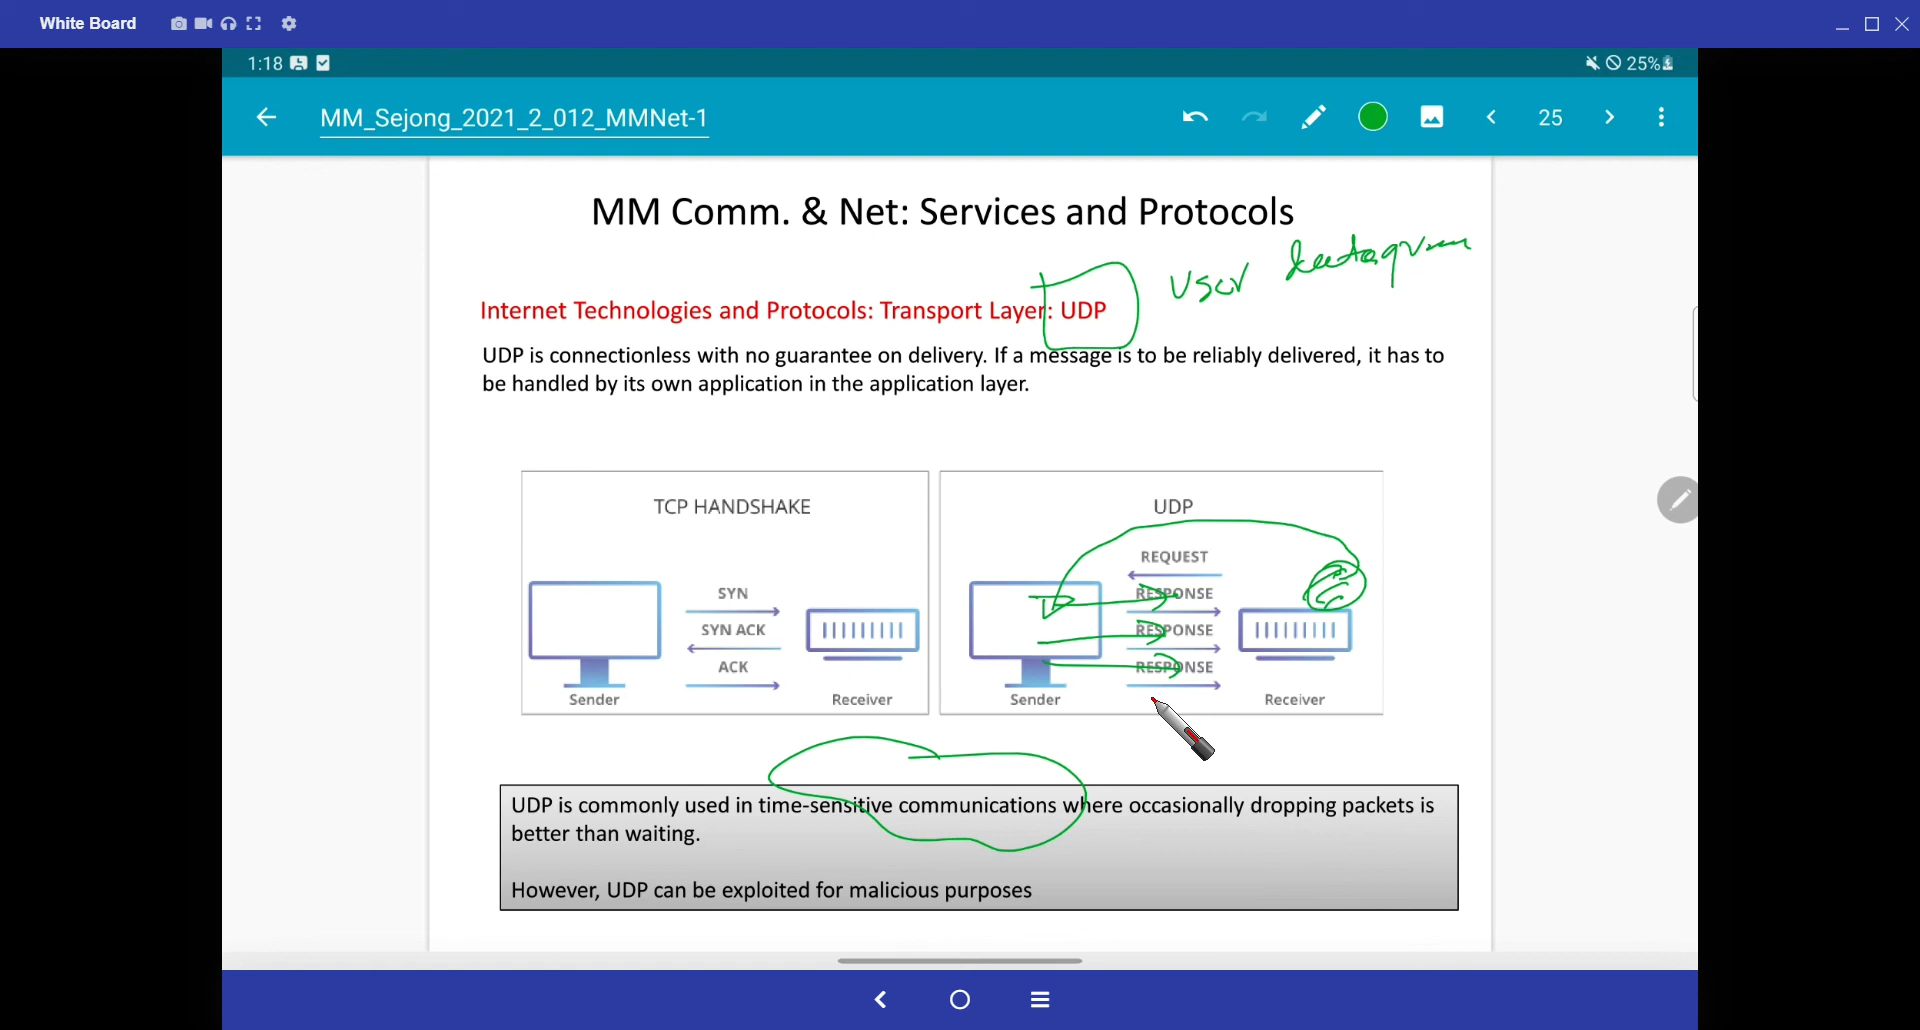 White Board
1:18 25%
MM_Sejong_2021_2_012_MMNet-1 25
MM Comm. & Net: Services and Protocols
user datagram
Internet Technologies and Protocols: Transport Layer: UDP
UDP is connectionless with no guarantee on delivery. If a message is to be reliably delivered, it has to
be handled by its own application in the application layer.
TCP HANDSHAKE
SYN
SYN ACK
ACK
Sender Receiver
UDP
REQUEST
RESPONSE
RESPONSE
RESPONSE
Sender Receiver
UDP is commonly used in time-sensitive communications where occasionally dropping packets is
better than waiting.
However, UDP can be exploited for malicious purposes